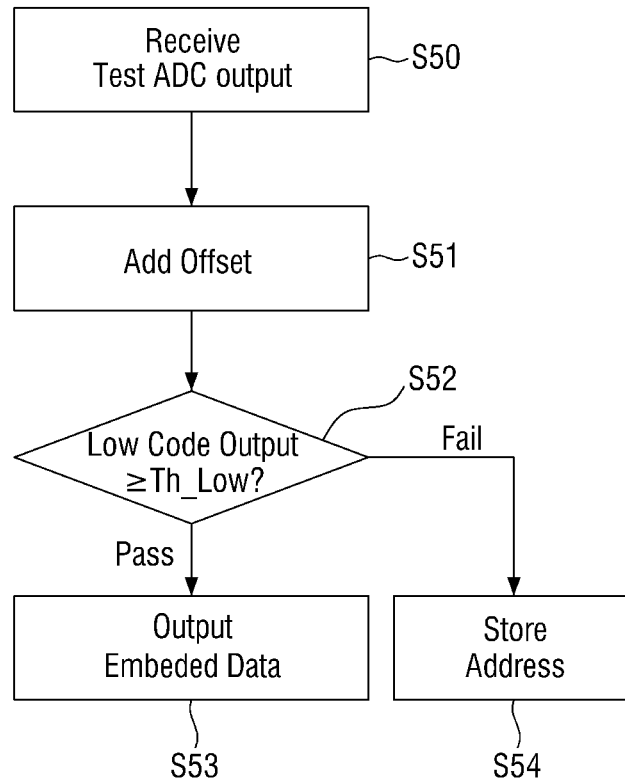 Receive
Test ADC output
S50
Add Offset
S51
S52
Low Code Output
≥Th_Low?
Fail
Pass
Output
Embeded Data
Store
Address
S53
S54